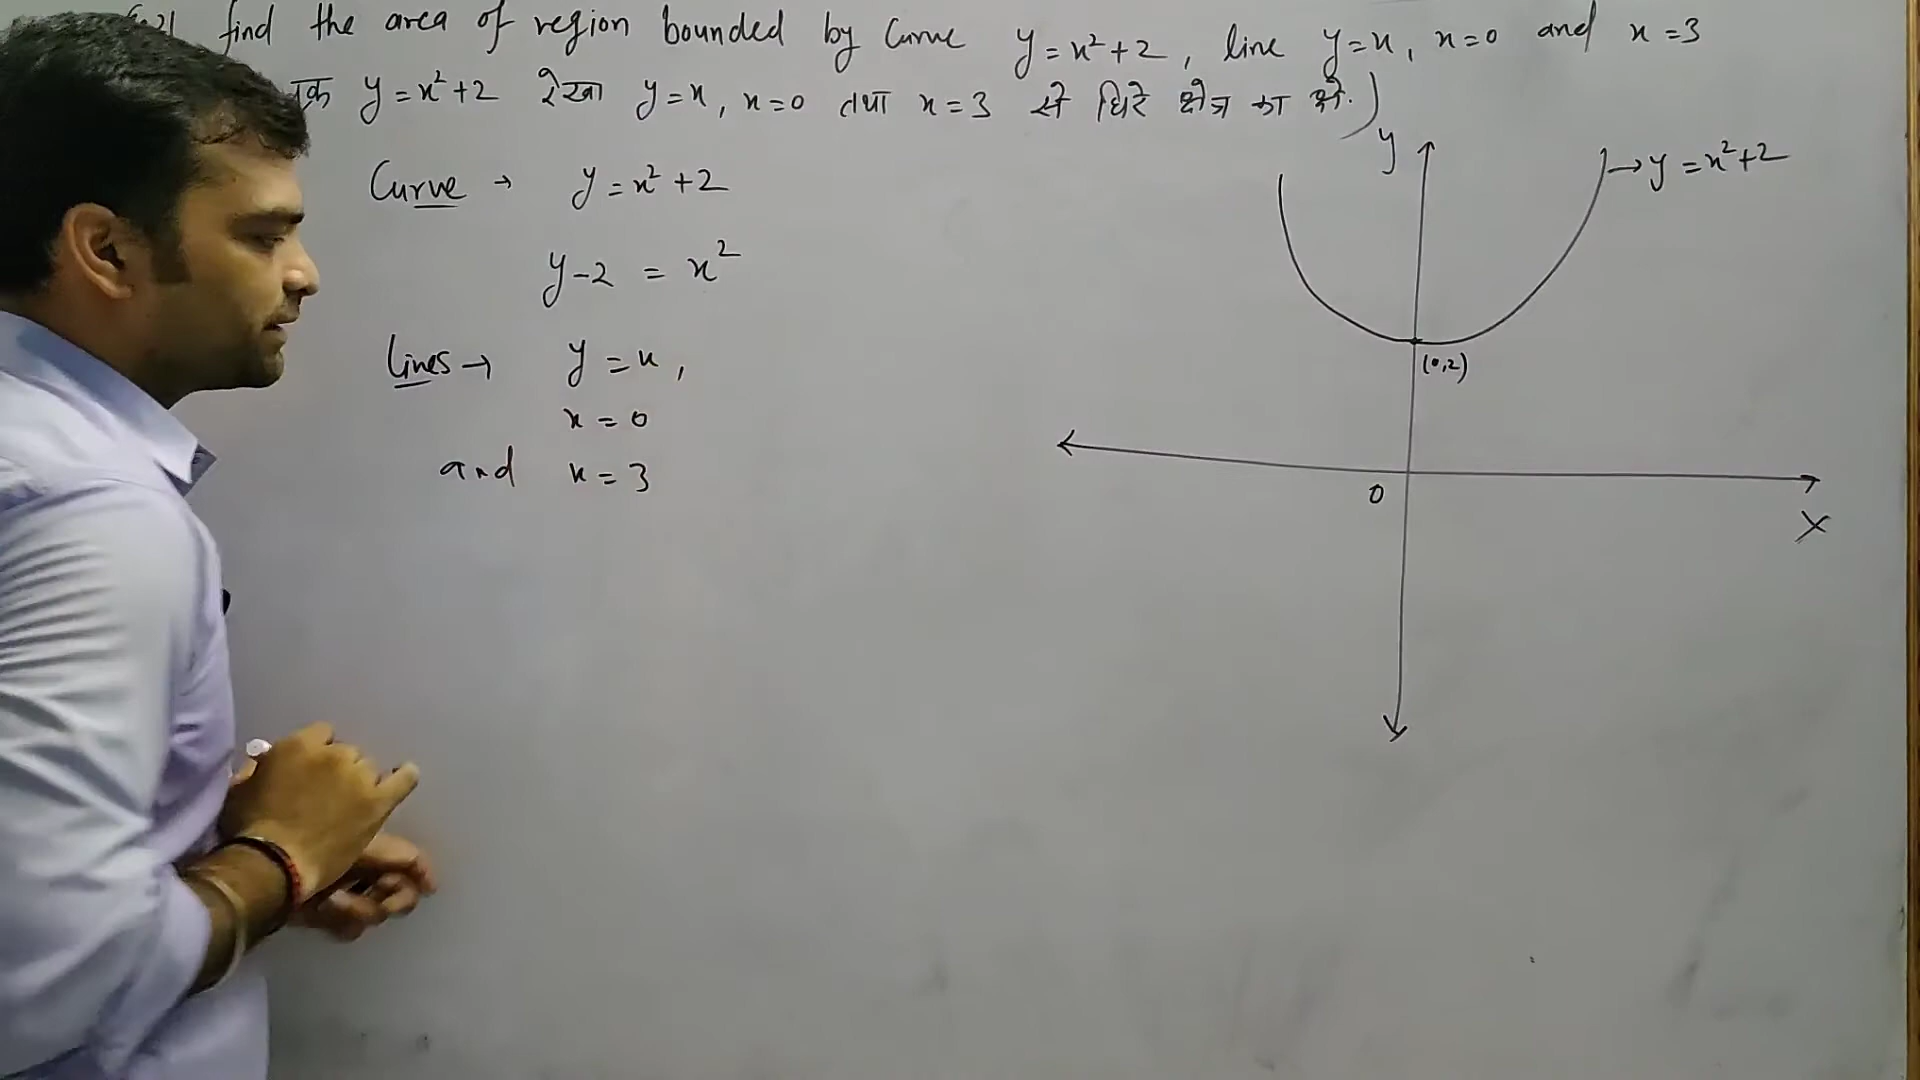 find the area of region bounded by Curve y = x² + 2, line y = x, x = 0 and x = 3
y = x² + 2 रेखा y = x, x = 0 तथा x = 3 से घिरे क्षेत्र का क्षे.)
Curve → y = x² + 2
y - 2 = x²
Lines → y = x,
x = 0
and x = 3
y
→ y = x² + 2
(0,2)
0
X